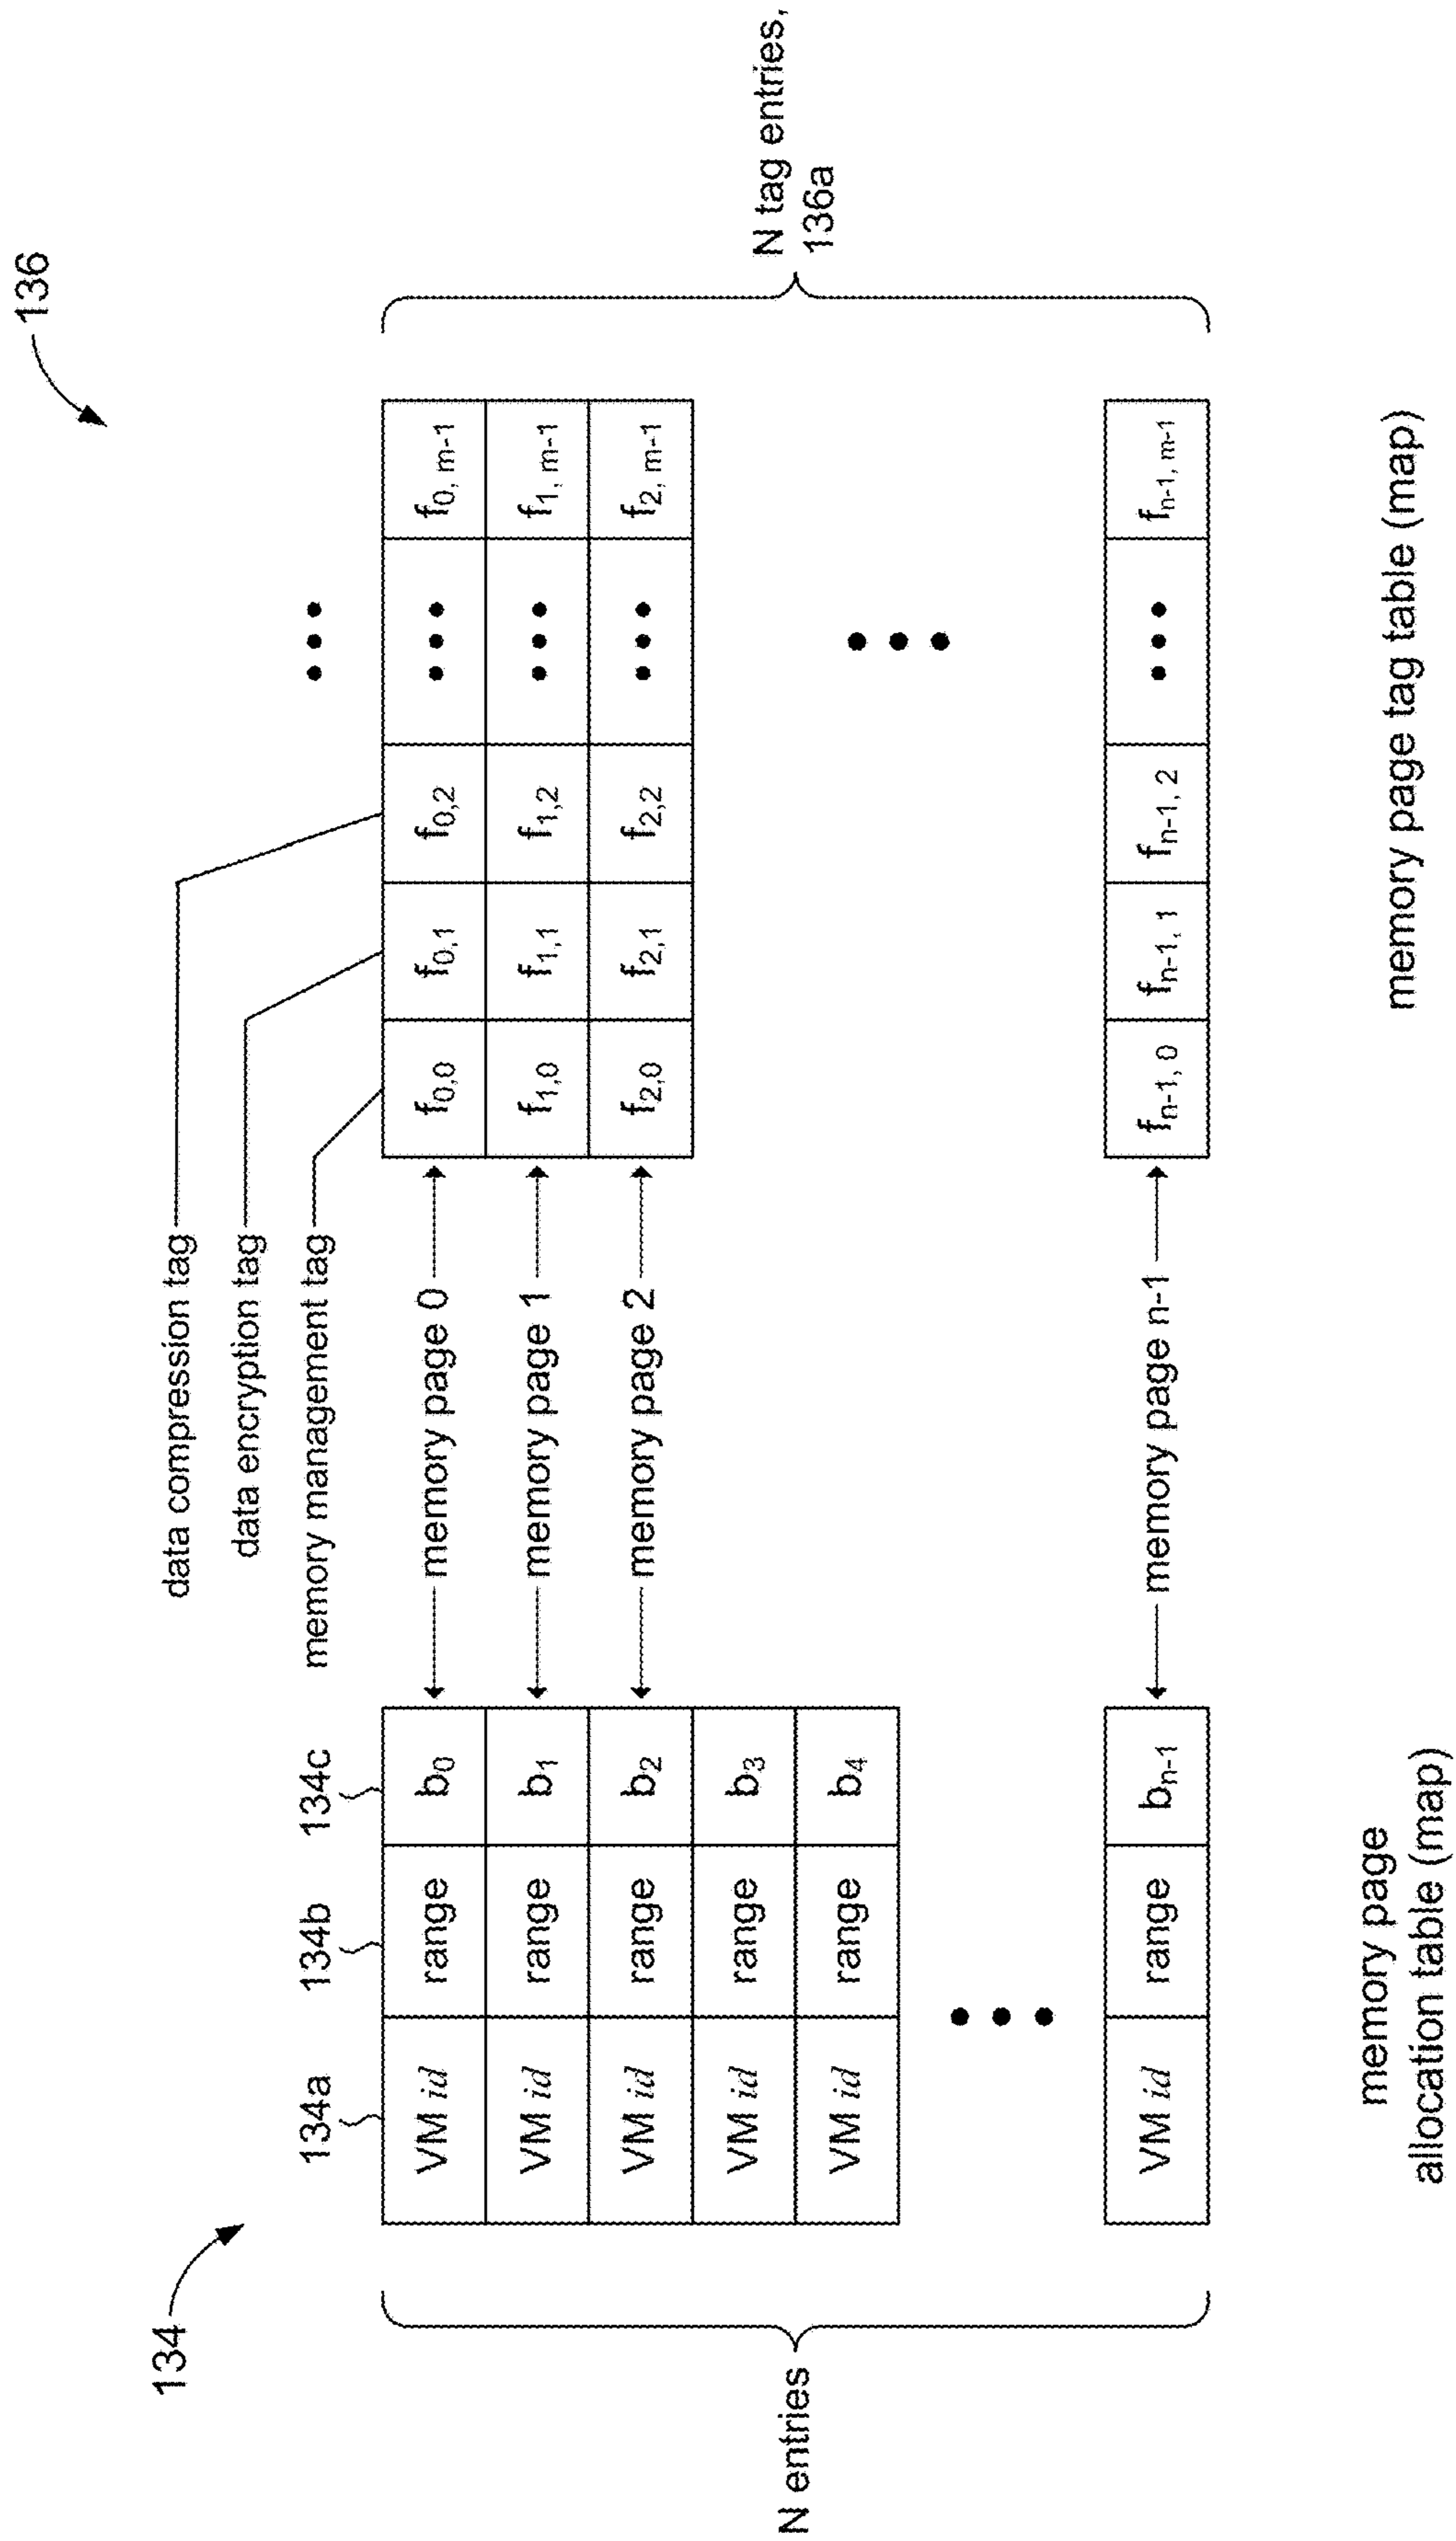 134
136
data compression tag
data encryption tag
memory management tag
134a 134b 134c
VM id range b0 memory page 0 f0,0 f0,1 f0,2 ••• f0, m-1
VM id range b1 memory page 1 f1,0 f1,1 f1,2 ••• f1, m-1
VM id range b2 memory page 2 f2,0 f2,1 f2,2 ••• f2, m-1
VM id range b3
VM id range b4
N entries
N tag entries,
136a
VM id range bn-1 memory page n-1 fn-1, 0 fn-1, 1 fn-1, 2 ••• fn-1, m-1
memory page
allocation table (map)
memory page tag table (map)